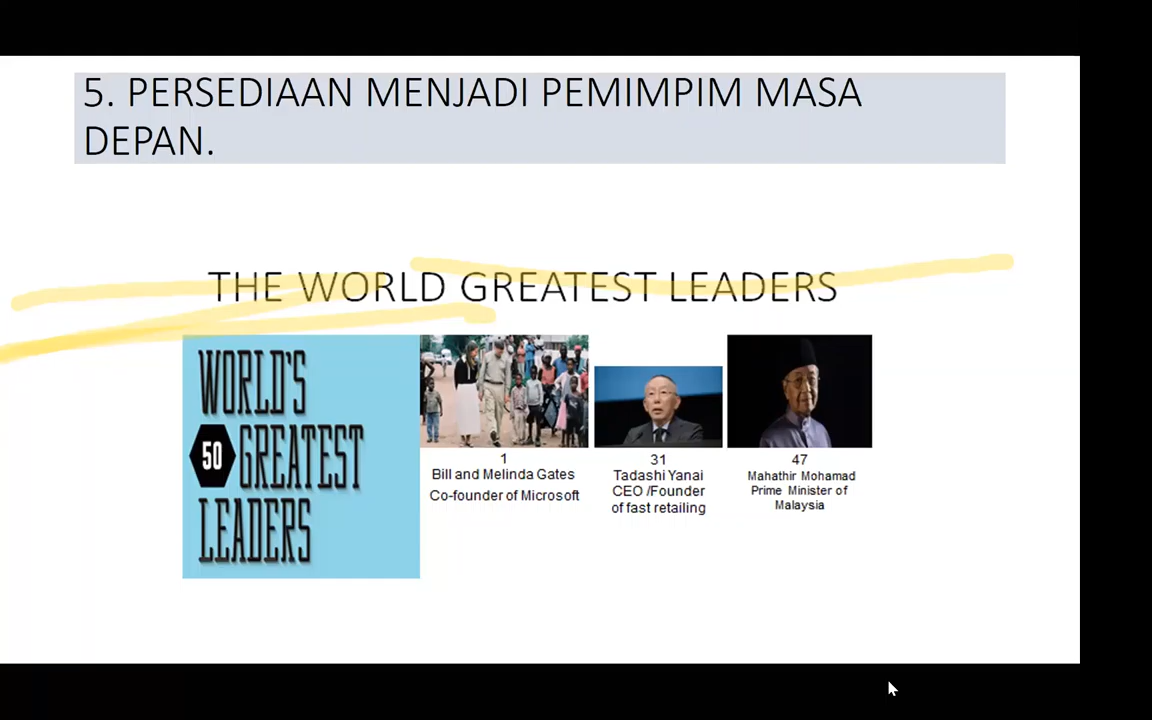 5. PERSEDIAAN MENJADI PEMIMPIM MASA
DEPAN.
THE WORLD GREATEST LEADERS
WORLD'S
50 GREATEST
LEADERS
1
Bill and Melinda Gates
Co-founder of Microsoft
31
Tadashi Yanai
CEO /Founder
of fast retailing
47
Mahathir Mohamad
Prime Minister of
Malaysia